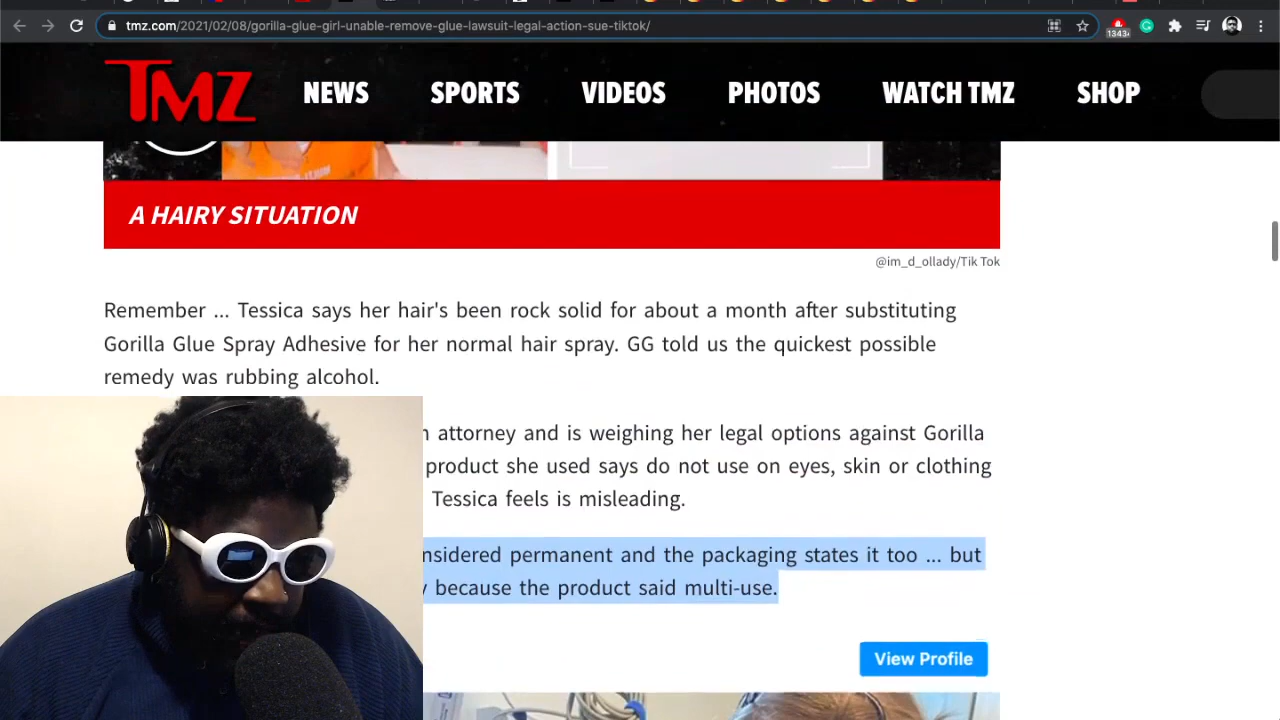 tmz.com/2021/02/08/gorilla-glue-girl-unable-remove-glue-lawsuit-legal-action-sue-tiktok/
1343
TMZ NEWS SPORTS VIDEOS PHOTOS WATCH TMZ SHOP
A HAIRY SITUATION
@im_d_ollady/Tik Tok
Remember ... Tessica says her hair's been rock solid for about a month after substituting
Gorilla Glue Spray Adhesive for her normal hair spray. GG told us the quickest possible
remedy was rubbing alcohol.
attorney and is weighing her legal options against Gorilla
product she used says do not use on eyes, skin or clothing
Tessica feels is misleading.
nsidered permanent and the packaging states it too ... but
because the product said multi-use.
View Profile